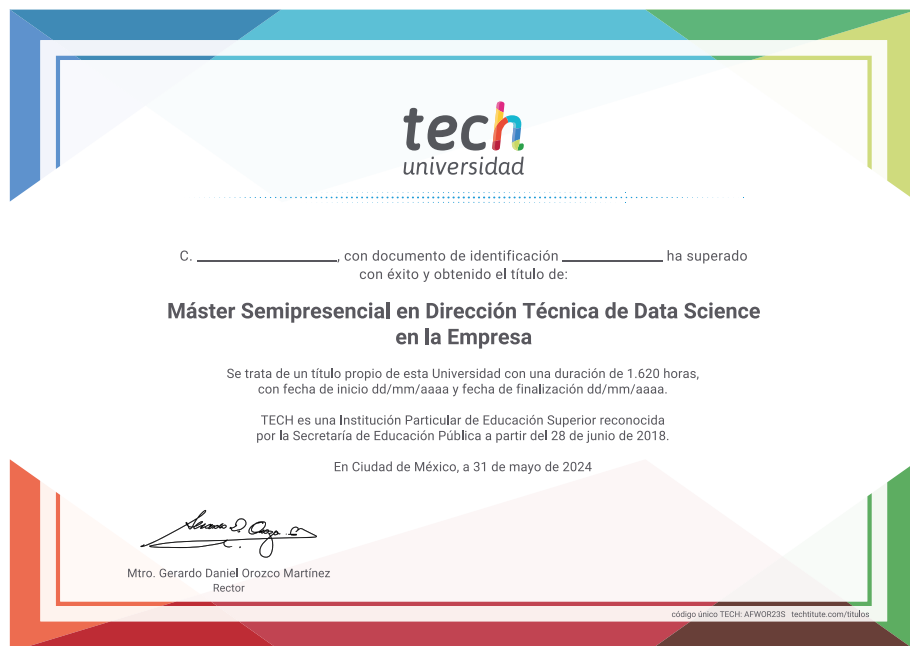 tech
universidad
C. ____________________, con documento de identificación ______________ ha superado
con éxito y obtenido el título de:
Máster Semipresencial en Dirección Técnica de Data Science
en la Empresa
Se trata de un título propio de esta Universidad con una duración de 1.620 horas,
con fecha de inicio dd/mm/aaaa y fecha de finalización dd/mm/aaaa.
TECH es una Institución Particular de Educación Superior reconocida
por la Secretaría de Educación Pública a partir del 28 de junio de 2018.
En Ciudad de México, a 31 de mayo de 2024
Mtro. Gerardo Daniel Orozco Martínez
Rector
código único TECH: AFWOR23S techtitute.com/titulos